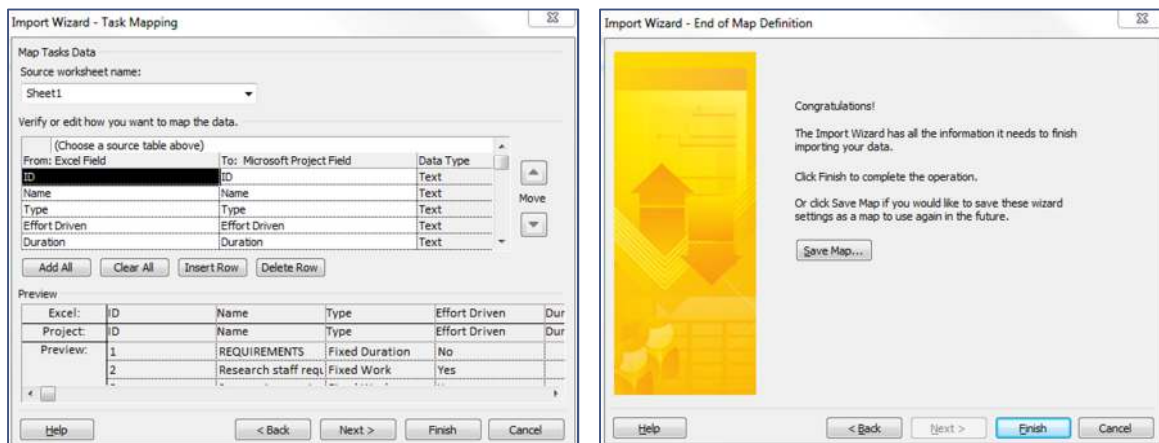 Import Wizard - Task Mapping
Map Tasks Data
Source worksheet name:
Sheet1
Verify or edit how you want to map the data.
(Choose a source table above)
From: Excel Field To: Microsoft Project Field Data Type
ID ID Text
Name Name Text
Type Type Text
Effort Driven Effort Driven Text
Duration Duration Text
Move
Add All Clear All Insert Row Delete Row
Preview
Excel: ID Name Type Effort Driven Dur
Project: ID Name Type Effort Driven Dur
Preview: 1 REQUIREMENTS Fixed Duration No
2 Research staff requ Fixed Work Yes
Help < Back Next > Finish Cancel
Import Wizard - End of Map Definition
Congratulations!
The Import Wizard has all the information it needs to finish
importing your data.
Click Finish to complete the operation.
Or click Save Map if you would like to save these wizard
settings as a map to use again in the future.
Save Map...
Help < Back Next > Finish Cancel